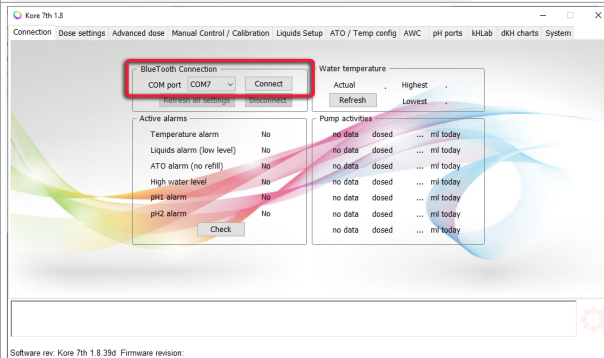 Kore 7th 1.8
Connection Dose settings Advanced dose Manual Control / Calibration Liquids Setup ATO / Temp config AWC pH ports kHLab dKH charts System
BlueTooth Connection
COM port COM7 Connect
Refresh all settings Disconnect
Water temperature
Actual . Highest .
Refresh Lowest .
Active alarms
Temperature alarm No
Liquids alarm (low level) No
ATO alarm (no refill) No
High water level No
pH1 alarm No
pH2 alarm No
Check
Pump activities
no data dosed ... ml today
no data dosed ... ml today
no data dosed ... ml today
no data dosed ... ml today
no data dosed ... ml today
no data dosed ... ml today
no data dosed ... ml today
Software rev: Kore 7th 1.8.39d Firmware revision: